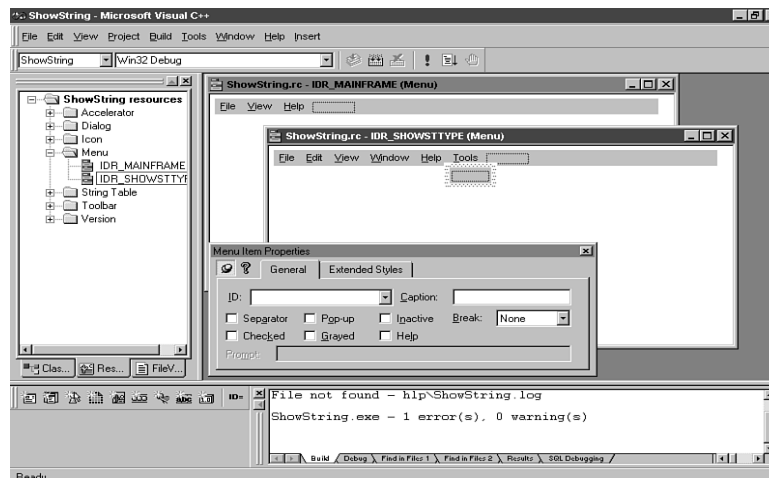 ShowString - Microsoft Visual C++
File Edit View Project Build Tools Window Help Insert
ShowString Win32 Debug
ShowString resources
Accelerator
Dialog
Icon
Menu
IDR_MAINFRAME
IDR_SHOWSTTYP
String Table
Toolbar
Version
Clas... Res... FileV...
ShowString.rc - IDR_MAINFRAME (Menu)
File View Help
ShowString.rc - IDR_SHOWSTTYPE (Menu)
File Edit View Window Help Tools
Menu Item Properties
General Extended Styles
ID: Caption:
Separator Pop-up Inactive Break: None
Checked Grayed Help
Prompt:
abc ID=
File not found - hlp\ShowString.log
ShowString.exe - 1 error(s), 0 warning(s)
Build Debug Find in Files 1 Find in Files 2 Results SQL Debugging
Ready